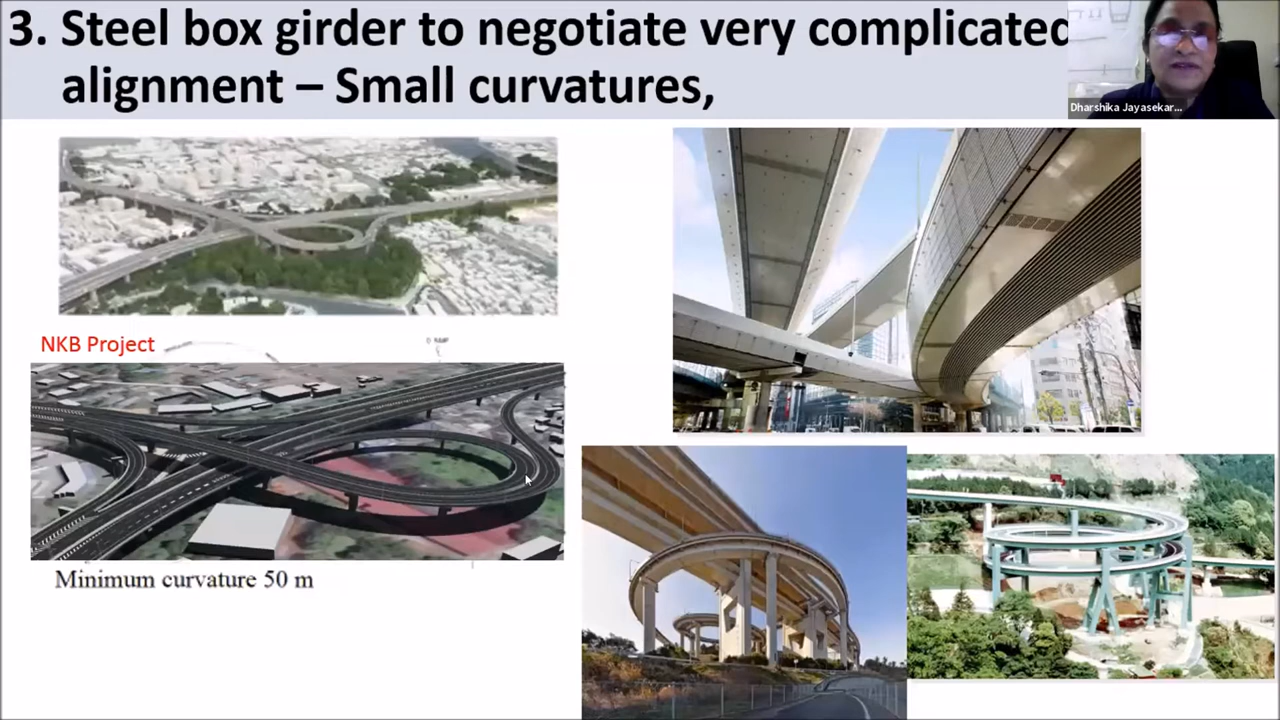 3. Steel box girder to negotiate very complicated
alignment – Small curvatures,
Dharshika Jayasekar...
NKB Project
Minimum curvature 50 m